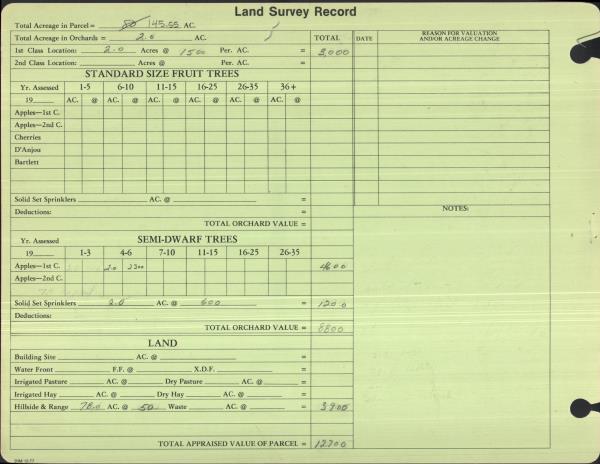 Land Survey Record
Total Acreage in Parcel = 80 145.55 AC.
Total Acreage in Orchards = 2.0 AC. TOTAL DATE REASON FOR VALUATION AND/OR ACREAGE CHANGE
1st Class Location: 2.0 Acres @ 1500 Per. AC. = 3,000
2nd Class Location: Acres @ Per. AC. =
STANDARD SIZE FRUIT TREES
Yr. Assessed 1-5 6-10 11-15 16-25 26-35 36+
19 AC. @ AC. @ AC. @ AC. @ AC. @ AC. @
Apples—1st C.
Apples—2nd C.
Cherries
D'Anjou
Bartlett
Solid Set Sprinklers AC. @ =
Deductions: =
NOTES:
TOTAL ORCHARD VALUE =
SEMI-DWARF TREES
Yr. Assessed
19 1-3 4-6 7-10 11-15 16-25 26-35
Apples—1st C. 2.0 2300 4600
Apples—2nd C.
Solid Set Sprinklers 2.0 AC. @ 600 = 1200
Deductions:
TOTAL ORCHARD VALUE = 8800
LAND
Building Site AC. @ =
Water Front F.F. @ X.D.F. =
Irrigated Pasture AC. @ Dry Pasture AC. @ =
Irrigated Hay AC. @ Dry Hay AC. @ =
Hillside & Range 78.0 AC. @ 50 Waste AC. @ = 3900
TOTAL APPRAISED VALUE OF PARCEL = 12700